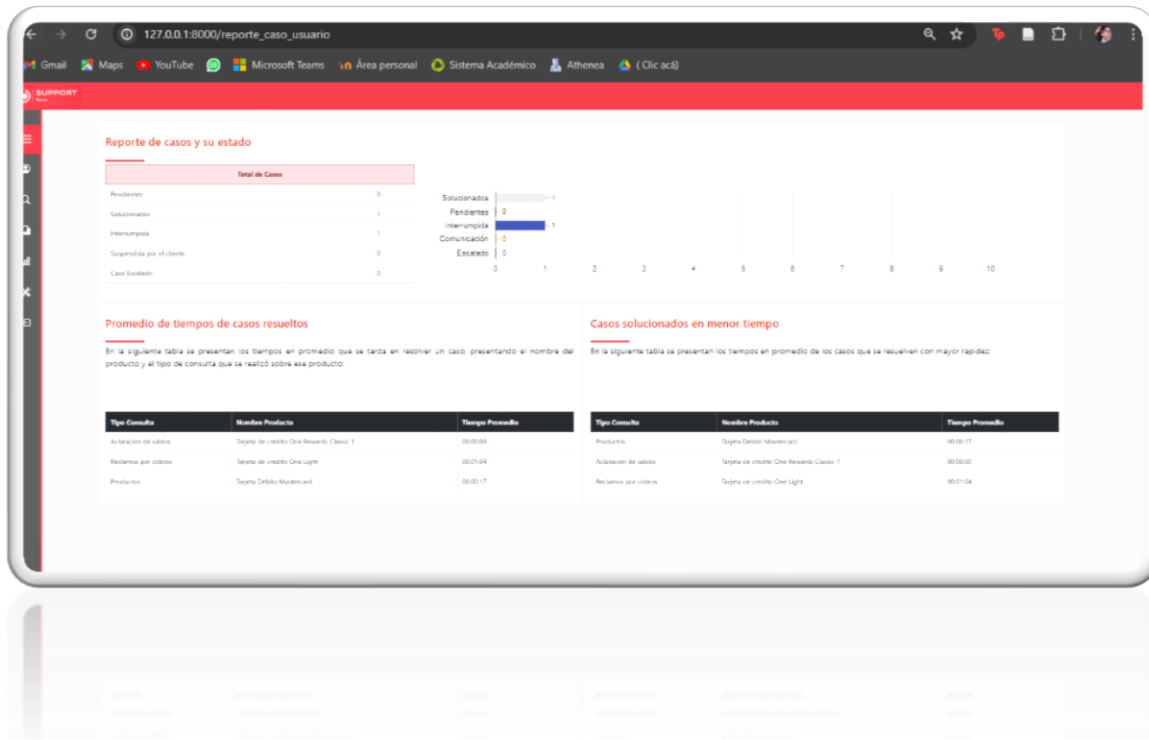 127.0.0.1:8000/reporte_caso_usuario
Gmail Maps YouTube Microsoft Teams Área personal Sistema Académico Athenea ( Clic acá)
SUPPORT
Reporte de casos y su estado
Total de Casos
Pendientes 0
Solucionados 1
Interrumpida 1
Suspendida por el cliente 0
Caso Escalado 0
Solucionados 1
Pendientes 0
Interrumpida 1
Comunicación 0
Escalado 0
0 1 2 3 4 5 6 7 8 9 10
Promedio de tiempos de casos resueltos
En la siguiente tabla se presentan los tiempos en promedio que se tarda en resolver un caso, presentando el nombre del
producto y el tipo de consulta que se realizó sobre ese producto:
Tipo Consulta Nombre Producto Tiempo Promedio
Aclaración de saldos Tarjeta de crédito One Rewards Classic 1 00:00:00
Reclamos por cobros Tarjeta de crédito One Light 00:01:04
Productos Tarjeta Débito Mastercard 00:00:17
Casos solucionados en menor tiempo
En la siguiente tabla se presentan los tiempos en promedio de los casos que se resuelven con mayor rapidez:
Tipo Consulta Nombre Producto Tiempo Promedio
Productos Tarjeta Débito Mastercard 00:00:17
Aclaración de saldos Tarjeta de crédito One Rewards Classic 1 00:00:00
Reclamos por cobros Tarjeta de crédito One Light 00:01:04